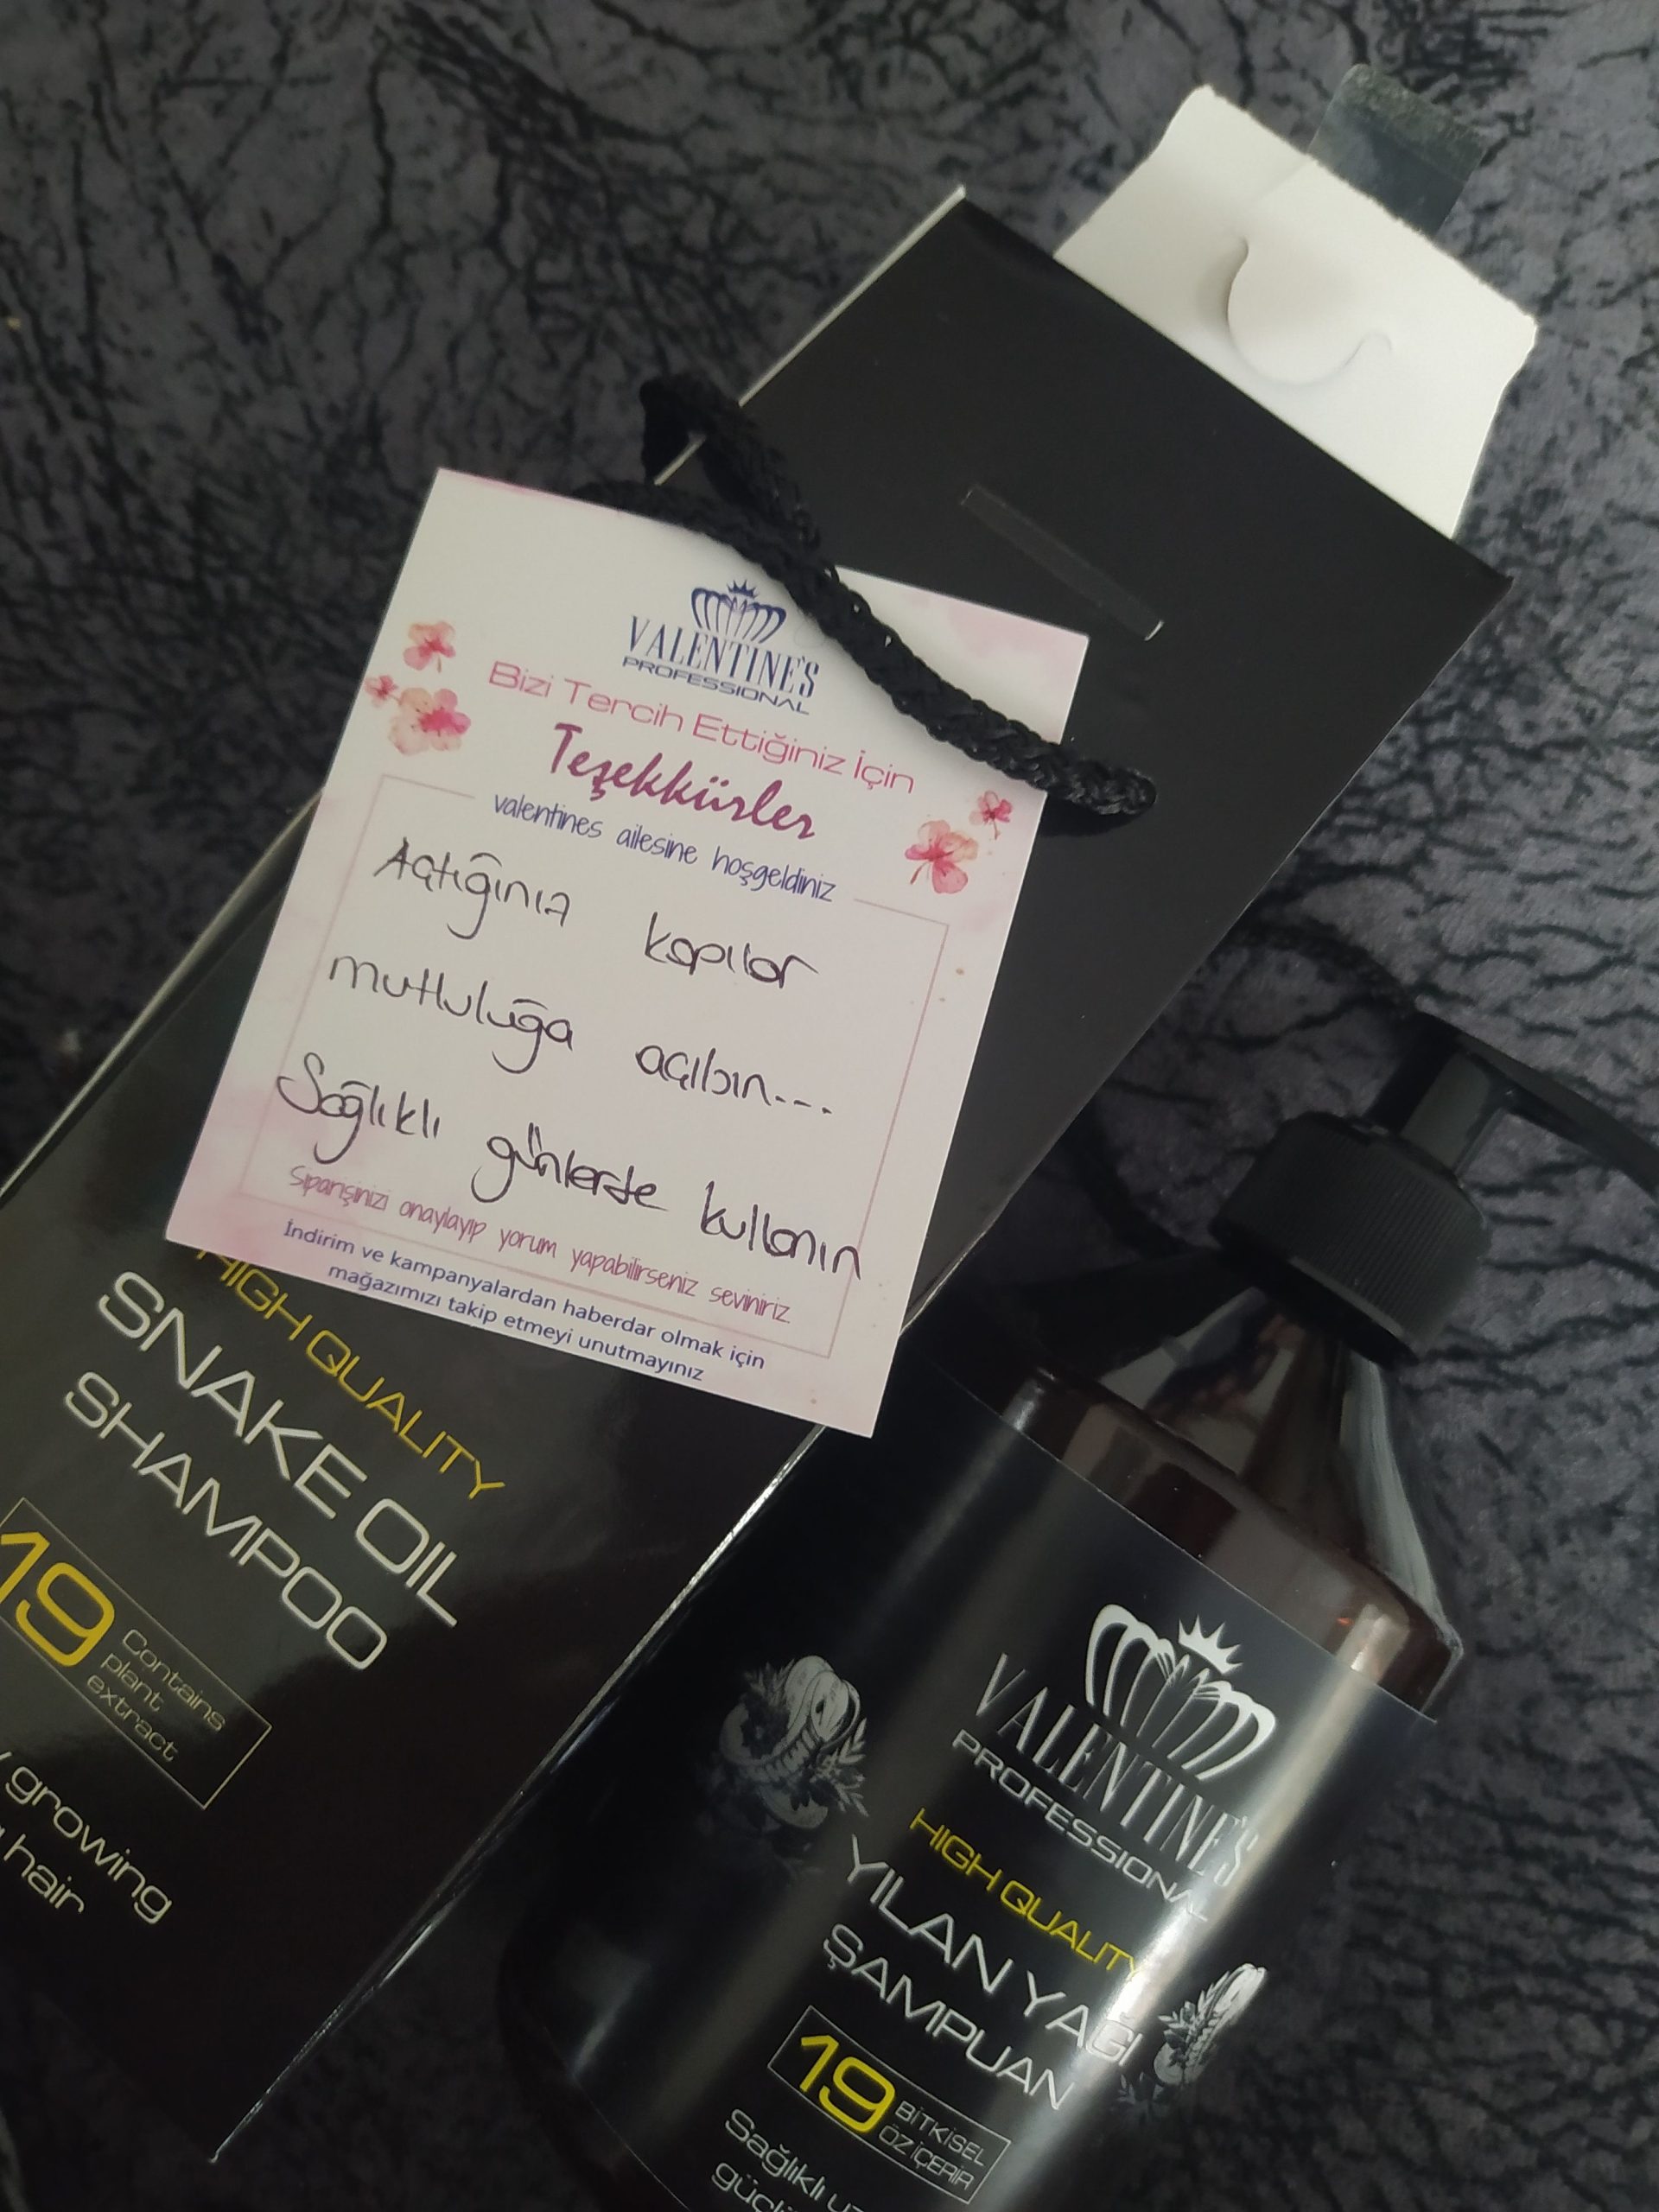 VALENTINE'S
PROFESSIONAL
Bizi Tercih Ettiğiniz İçin
Teşekkürler
valentines ailesine hoşgeldiniz
Açtığınız kapılar
mutluluğa açılsın---
Sağlıklı günlerde kullanın
Siparişinizi onaylayıp yorum yapabilirseniz seviniriz
İndirim ve kampanyalardan haberdar olmak için
mağazımızı takip etmeyi unutmayınız
HIGH QUALITY
SNAKE OIL
SHAMPOO
19
Contains
plant
extract
growing
hair
VALENTINE'S
PROFESSIONAL
HIGH QUALITY
YILAN YAĞI
ŞAMPUAN
19
BİTKİSEL
ÖZ İÇERİR
Sağlıklı